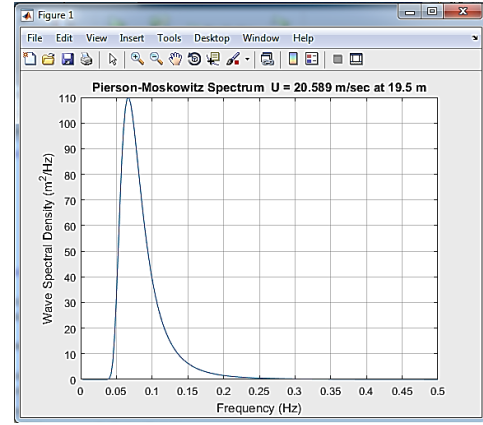 Figure 1
File Edit View Insert Tools Desktop Window Help
Pierson-Moskowitz Spectrum U = 20.589 m/sec at 19.5 m
110
100
90
80
70
60
50
40
30
20
10
0
Wave Spectral Density (m²/Hz)
0 0.05 0.1 0.15 0.2 0.25 0.3 0.35 0.4 0.45 0.5
Frequency (Hz)